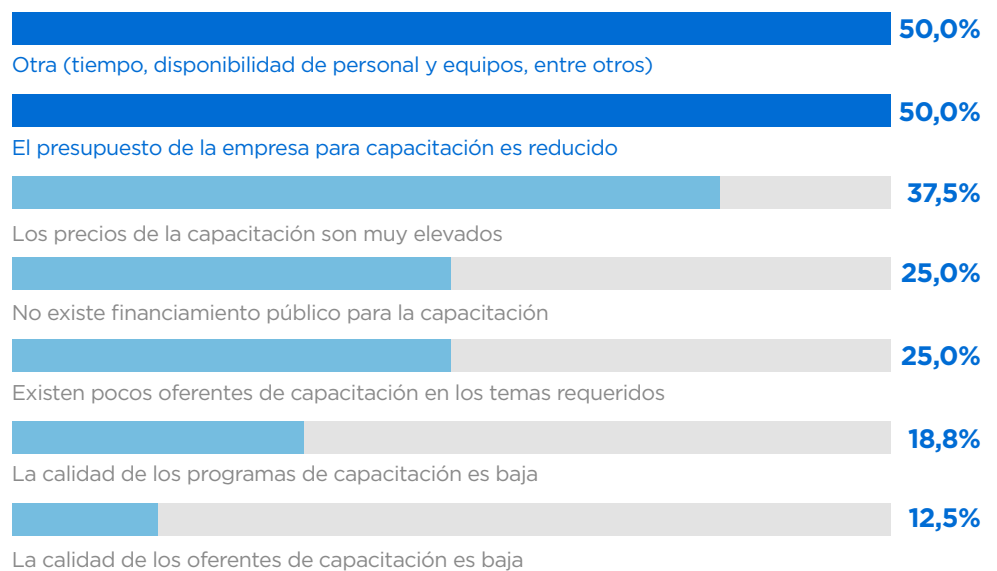 50,0%
Otra (tiempo, disponibilidad de personal y equipos, entre otros)
50,0%
El presupuesto de la empresa para capacitación es reducido
37,5%
Los precios de la capacitación son muy elevados
25,0%
No existe financiamiento público para la capacitación
25,0%
Existen pocos oferentes de capacitación en los temas requeridos
18,8%
La calidad de los programas de capacitación es baja
12,5%
La calidad de los oferentes de capacitación es baja